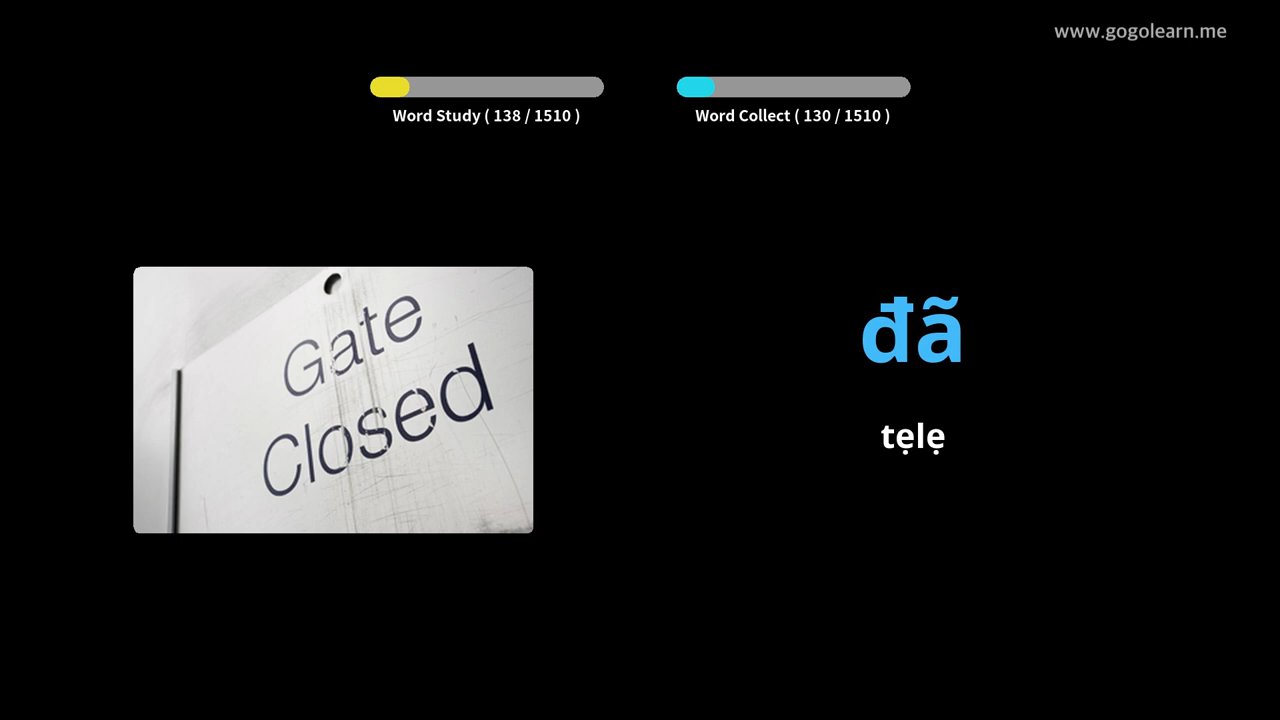 www.gogolearn.me
Word Study ( 138 / 1510 )
Word Collect ( 130 / 1510 )
Gate
Closed
đã
tẹlẹ